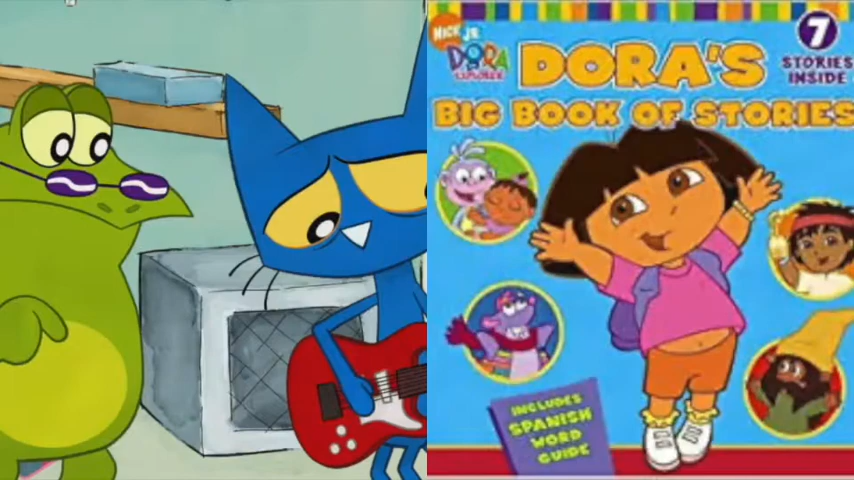 NICK JR.
DORA
the EXPLORER
7
STORIES
INSIDE
DORA'S
BIG BOOK OF STORIES
INCLUDES
SPANISH
WORD
GUIDE